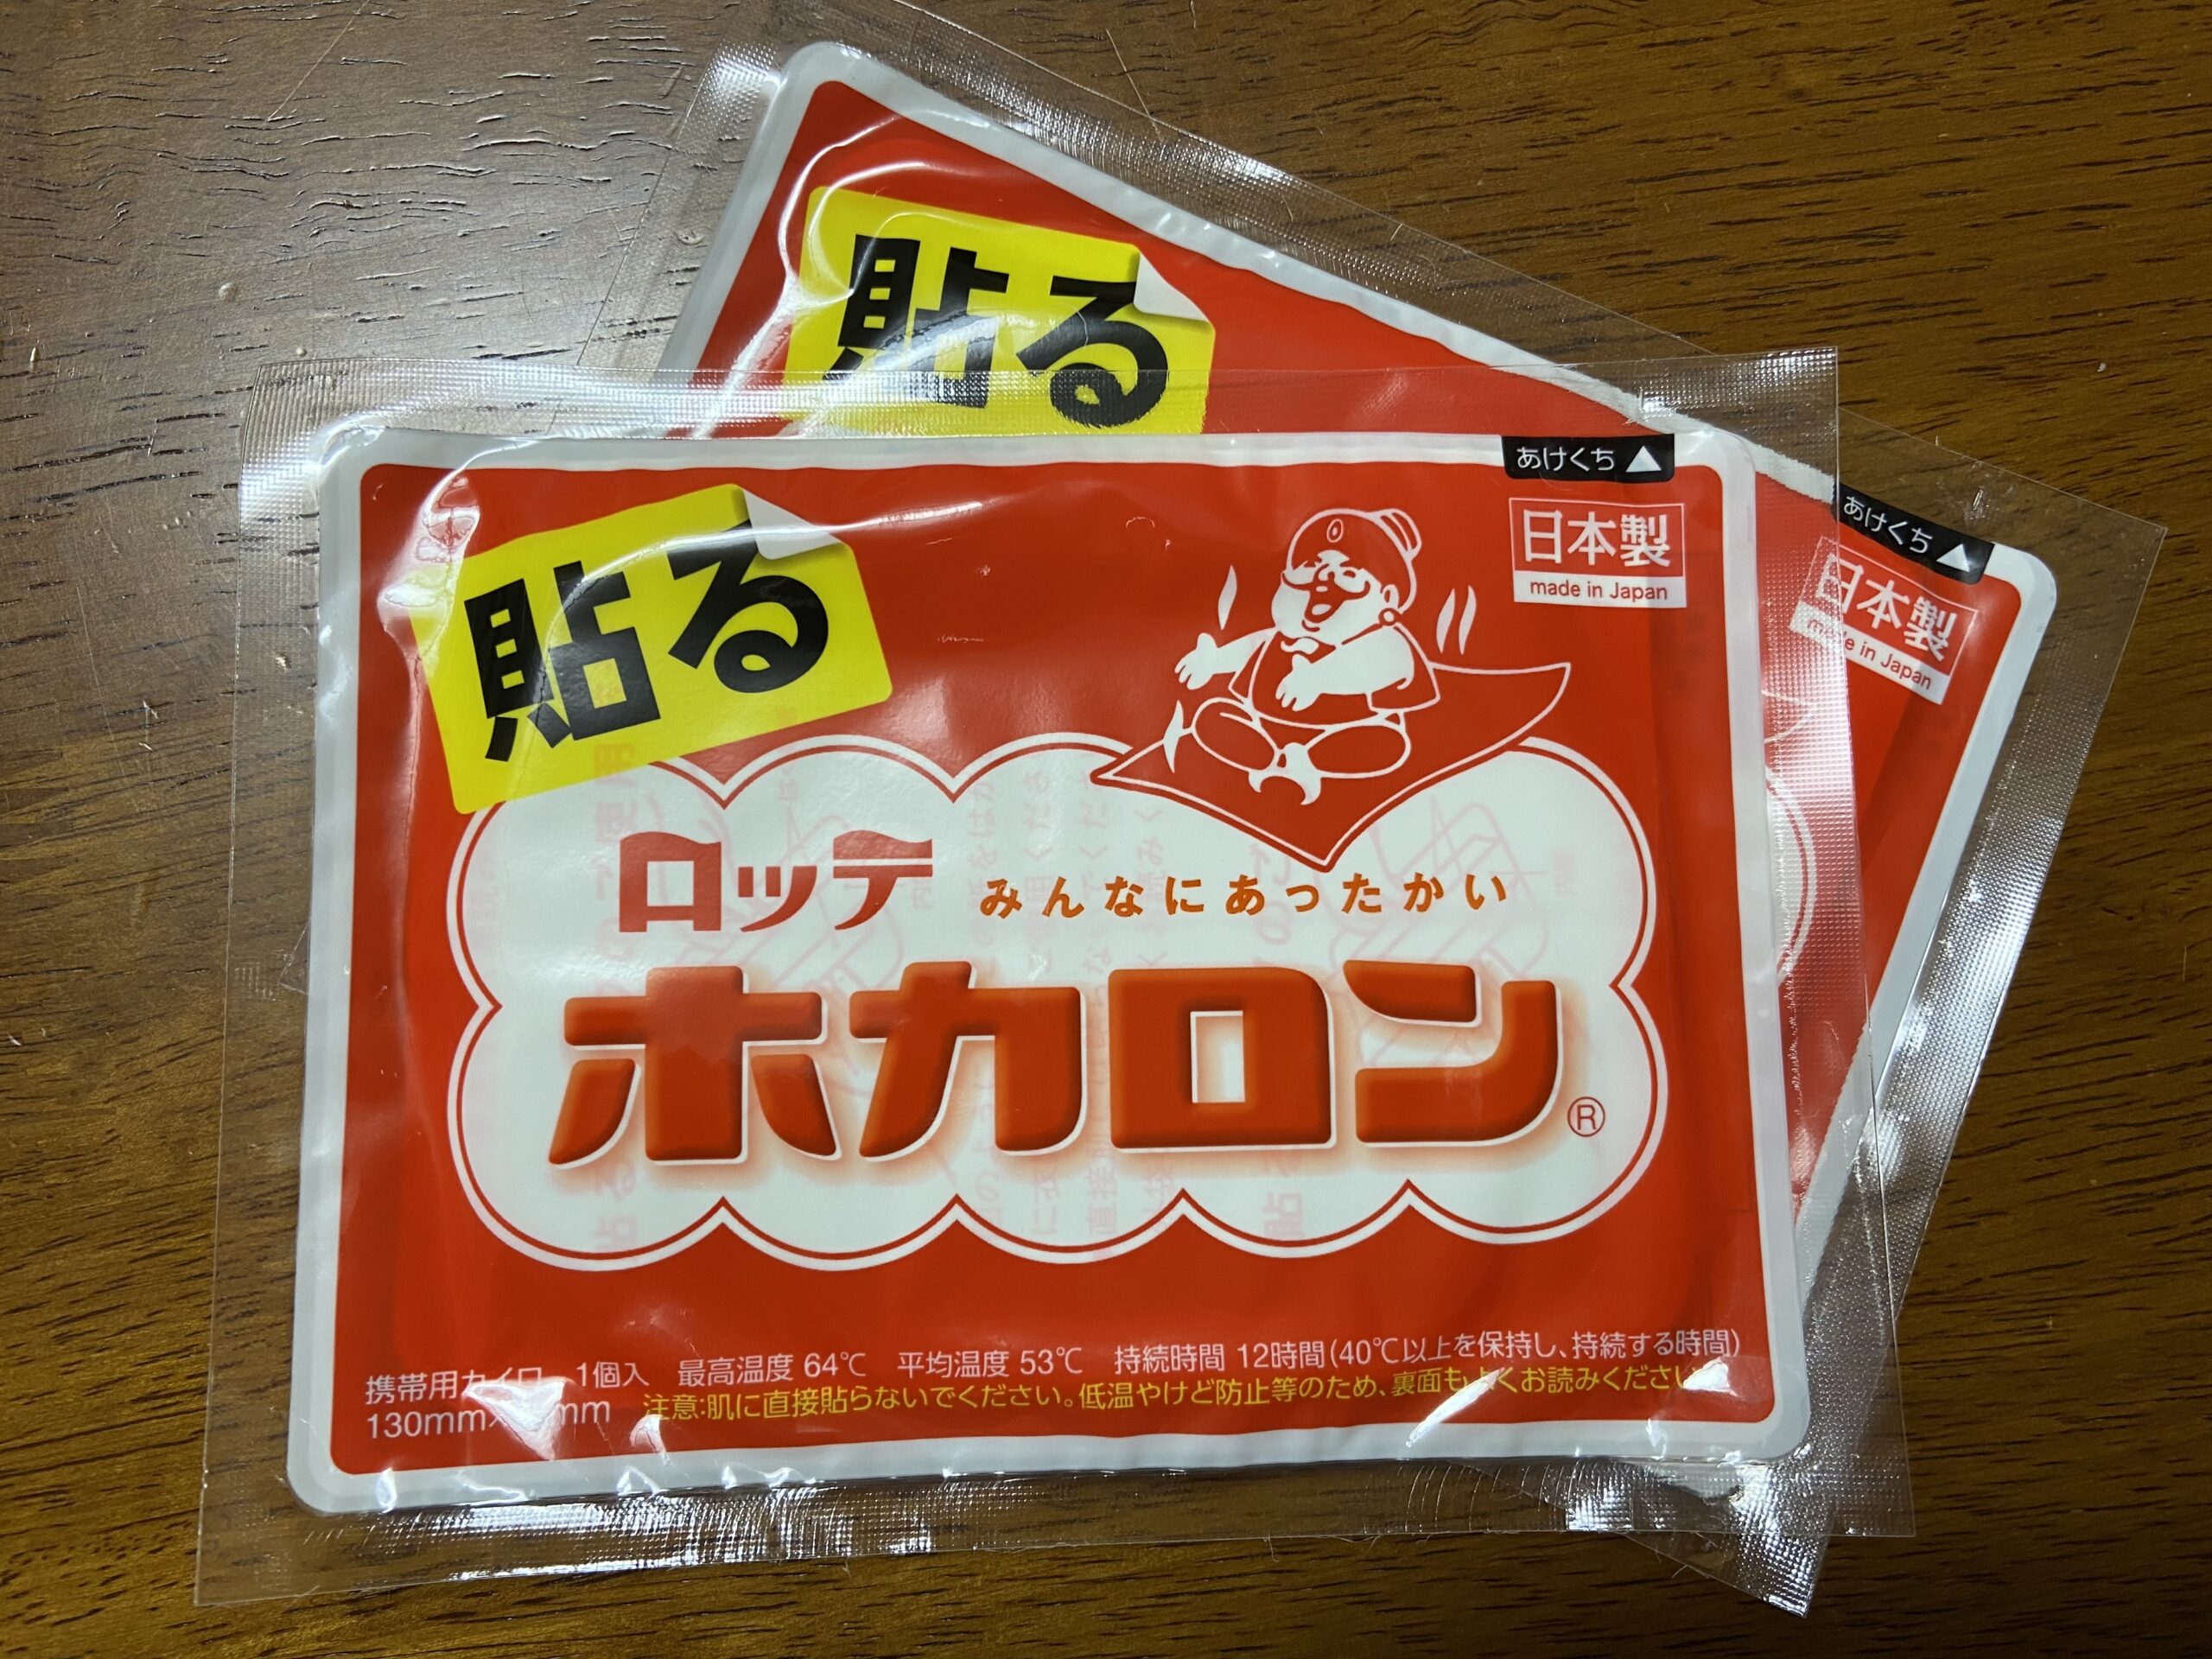 貼る
あけくち
日本製
made in Japan
貼る
あけくち
日本製
made in Japan
ロッテ みんなにあったかい
ホカロン®
携帯用カイロ 1個入 最高温度 64℃ 平均温度 53℃ 持続時間 12時間(40℃以上を保持し、持続する時間)
130mm× mm 注意:肌に直接貼らないでください。低温やけど防止等のため、裏面もよくお読みください